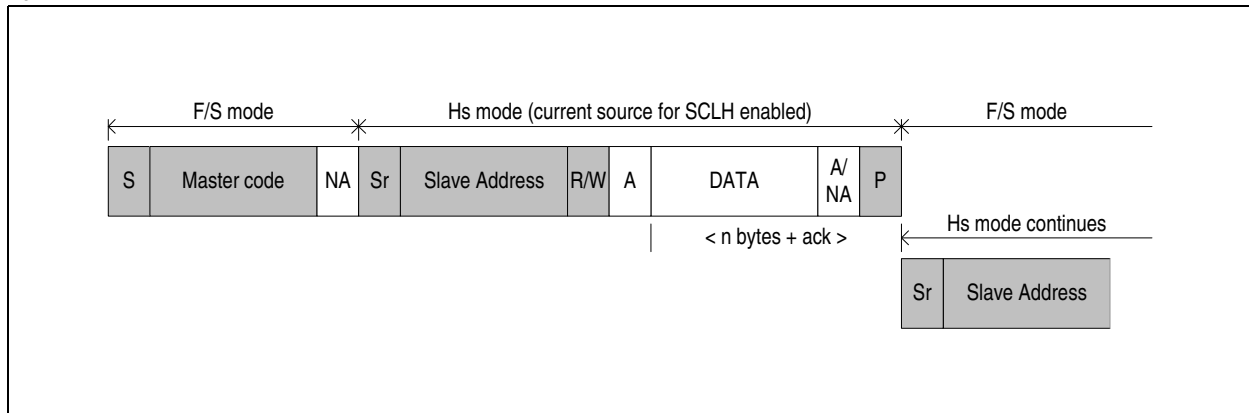 F/S mode Hs mode (current source for SCLH enabled) F/S mode
S Master code NA Sr Slave Address R/W A DATA A/NA P
< n bytes + ack >
Hs mode continues
Sr Slave Address